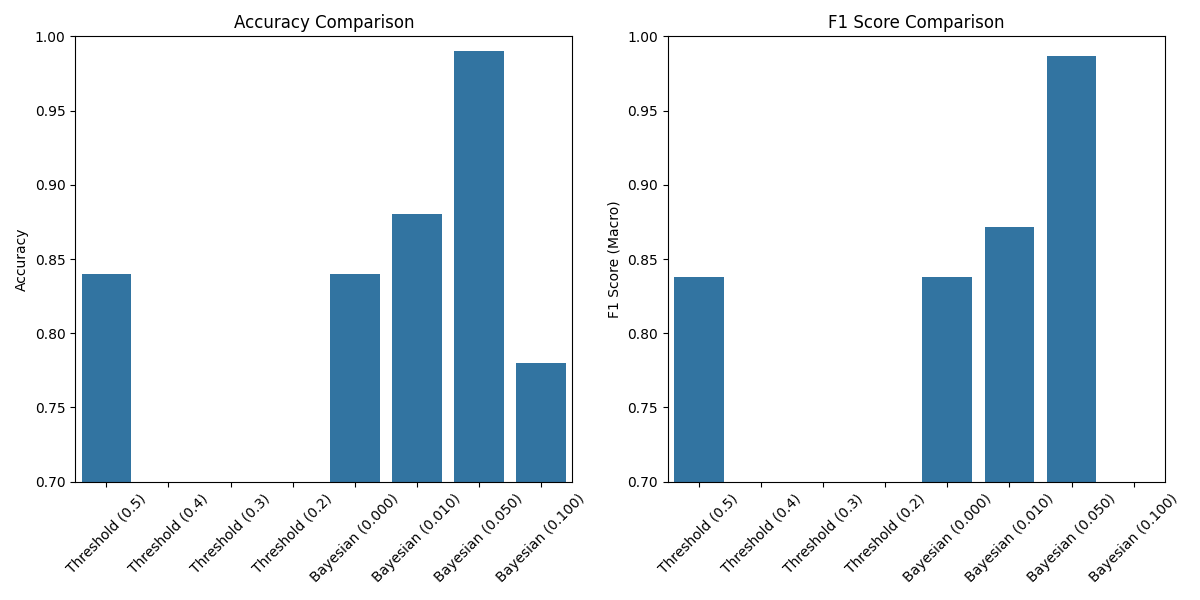 Accuracy Comparison
Accuracy
1.00
0.95
0.90
0.85
0.80
0.75
0.70
Threshold (0.5)
Threshold (0.4)
Threshold (0.3)
Threshold (0.2)
Bayesian (0.000)
Bayesian (0.010)
Bayesian (0.050)
Bayesian (0.100)
F1 Score Comparison
F1 Score (Macro)
1.00
0.95
0.90
0.85
0.80
0.75
0.70
Threshold (0.5)
Threshold (0.4)
Threshold (0.3)
Threshold (0.2)
Bayesian (0.000)
Bayesian (0.010)
Bayesian (0.050)
Bayesian (0.100)